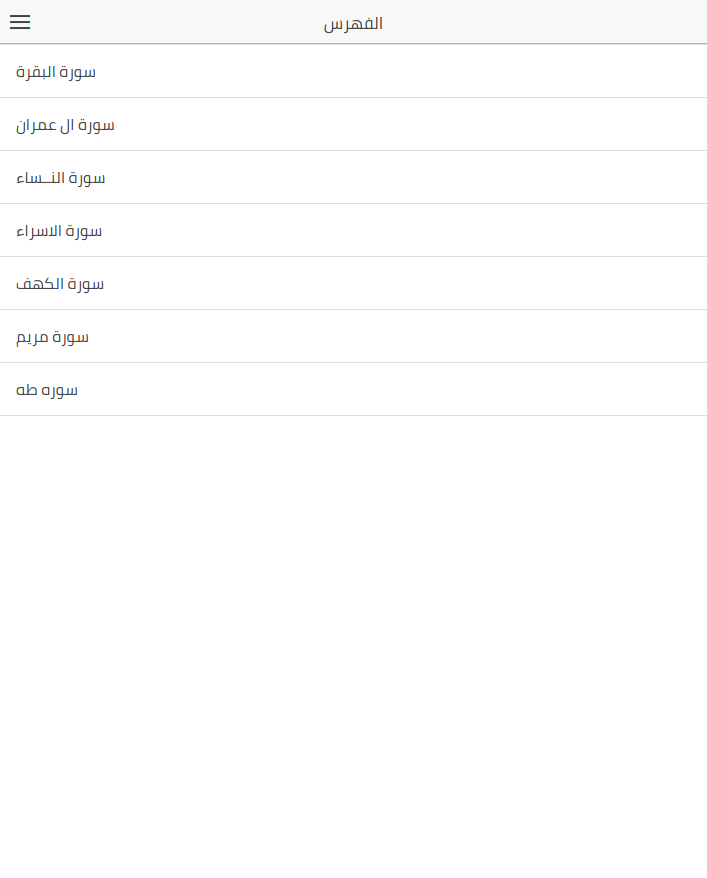 الفهرس
سورة البقرة
سورة ال عمران
سورة النــساء
سورة الاسراء
سورة الكهف
سورة مريم
سوره طه